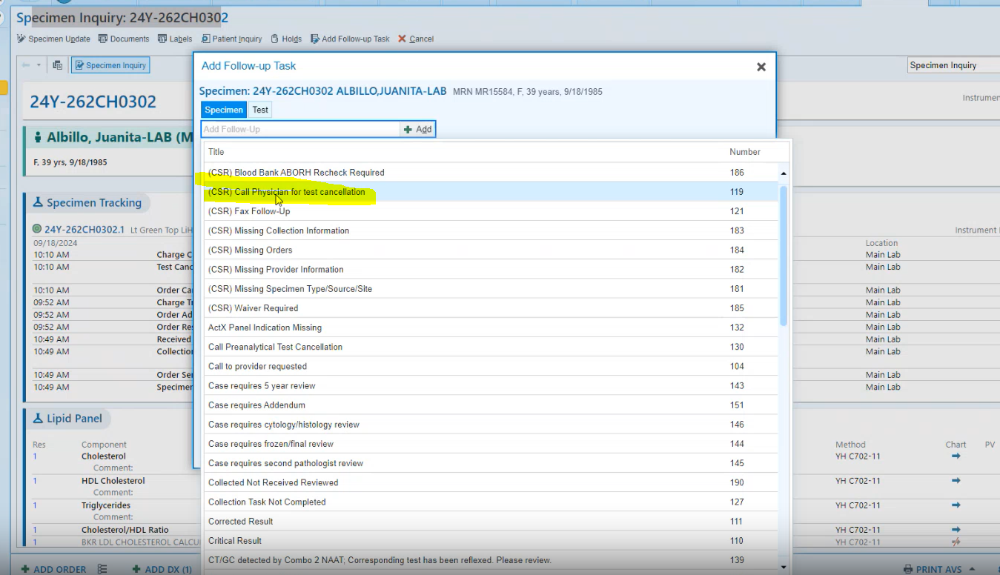 Specimen Inquiry: 24Y-262CH0302
Specimen Update Documents Labels Patient Inquiry Holds Add Follow-up Task Cancel
Specimen Inquiry
Specimen Inquiry
24Y-262CH0302
Instrumen
Albillo, Juanita-LAB (M
F, 39 yrs, 9/18/1985
Specimen Tracking
24Y-262CH0302.1 Lt Green Top LiH
Instrument
09/18/2024 Location
10:10 AM Charge C Main Lab
10:10 AM Test Canc Main Lab
10:10 AM Order Ca Main Lab
09:52 AM Charge Tr Main Lab
09:52 AM Order Ad Main Lab
09:52 AM Order Res Main Lab
10:49 AM Received Main Lab
10:49 AM Collection Main Lab
10:49 AM Order Ser Main Lab
10:49 AM Specimen Main Lab
Lipid Panel
Res Component Method Chart PV
1 Cholesterol YH C702-11
Comment:
1 HDL Cholesterol YH C702-11
Comment:
1 Triglycerides YH C702-11
Comment:
1 Cholesterol/HDL Ratio YH C702-11
1 BKR LDL CHOLESTEROL CALCU YH C702-11
ADD ORDER ADD DX (1) PRINT AVS
Add Follow-up Task
Specimen: 24Y-262CH0302 ALBILLO,JUANITA-LAB MRN MR15584, F, 39 years, 9/18/1985
Specimen Test
Add Follow-Up Add
Title Number
(CSR) Blood Bank ABORH Recheck Required 186
(CSR) Call Physician for test cancellation 119
(CSR) Fax Follow-Up 121
(CSR) Missing Collection Information 183
(CSR) Missing Orders 184
(CSR) Missing Provider Information 182
(CSR) Missing Specimen Type/Source/Site 181
(CSR) Waiver Required 185
ActX Panel Indication Missing 132
Call Preanalytical Test Cancellation 130
Call to provider requested 104
Case requires 5 year review 143
Case requires Addendum 151
Case requires cytology/histology review 146
Case requires frozen/final review 144
Case requires second pathologist review 145
Collected Not Received Reviewed 190
Collection Task Not Completed 127
Corrected Result 111
Critical Result 110
CT/GC detected by Combo 2 NAAT; Corresponding test has been reflexed. Please review. 139